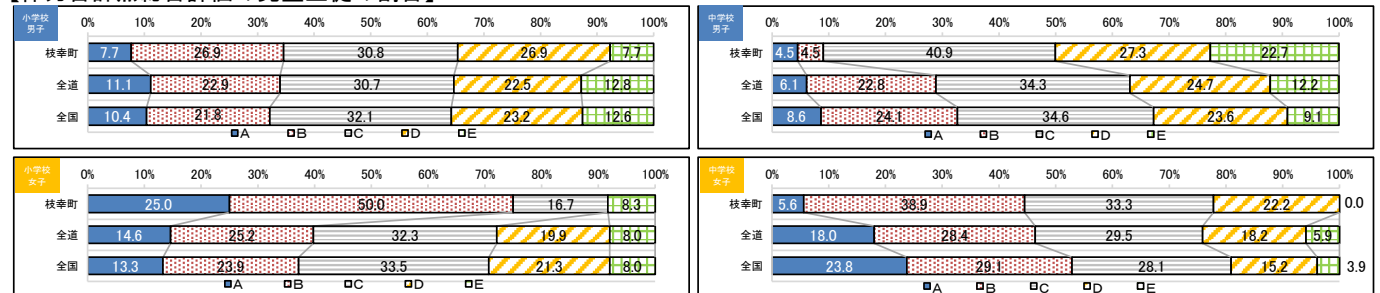 小学校
男子
0% 10% 20% 30% 40% 50% 60% 70% 80% 90% 100%
枝幸町 7.7 26.9 30.8 26.9 7.7
全道 11.1 22.9 30.7 22.5 12.8
全国 10.4 21.8 32.1 23.2 12.6
A B C D E
中学校
男子
0% 10% 20% 30% 40% 50% 60% 70% 80% 90% 100%
枝幸町 4.5 4.5 40.9 27.3 22.7
全道 6.1 22.8 34.3 24.7 12.2
全国 8.6 24.1 34.6 23.6 9.1
A B C D E
小学校
女子
0% 10% 20% 30% 40% 50% 60% 70% 80% 90% 100%
枝幸町 25.0 50.0 16.7 8.3
全道 14.6 25.2 32.3 19.9 8.0
全国 13.3 23.9 33.5 21.3 8.0
A B C D E
中学校
女子
0% 10% 20% 30% 40% 50% 60% 70% 80% 90% 100%
枝幸町 5.6 38.9 33.3 22.2 0.0
全道 18.0 28.4 29.5 18.2 5.9
全国 23.8 29.1 28.1 15.2 3.9
A B C D E